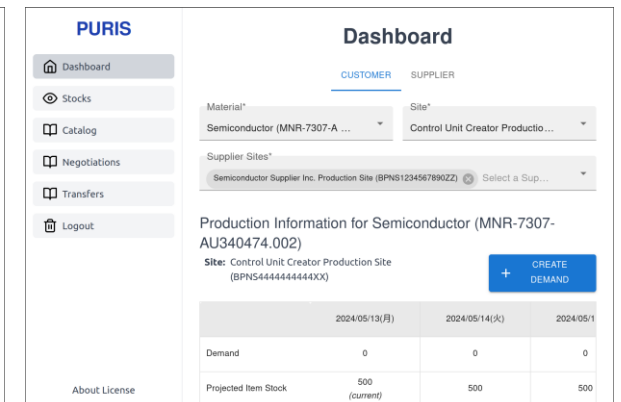 PURIS
Dashboard
Stocks
Catalog
Negotiations
Transfers
Logout
About License
Dashboard
CUSTOMER SUPPLIER
Material* Site*
Semiconductor (MNR-7307-A ... Control Unit Creator Productio...
Supplier Sites*
Semiconductor Supplier Inc. Production Site (BPNS1234567890ZZ) Select a Sup...
Production Information for Semiconductor (MNR-7307-
AU340474.002)
Site: Control Unit Creator Production Site
(BPNS4444444444XX)
+ CREATE
DEMAND
2024/05/13(月) 2024/05/14(火) 2024/05/1
Demand 0 0 0
Projected Item Stock 500 500 500
(current)